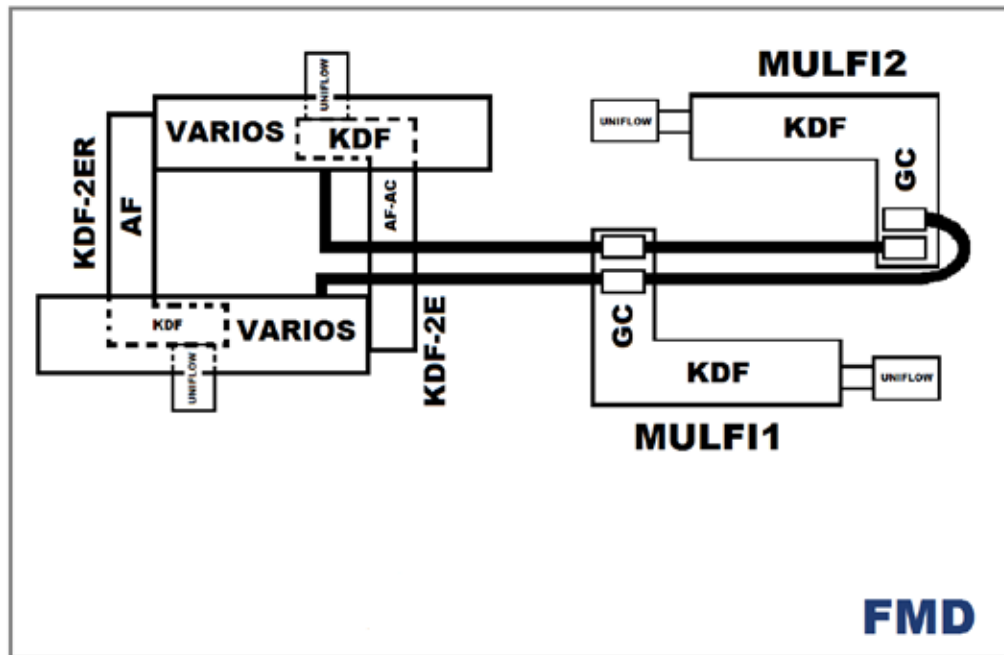 MULFI2
UNIFLOW
VARIOS
KDF
UNIFLOW
KDF
GC
KDF-2ER
AF
AF-AC
KDF
VARIOS
UNIFLOW
KDF-2E
GC
KDF
UNIFLOW
MULFI1
FMD